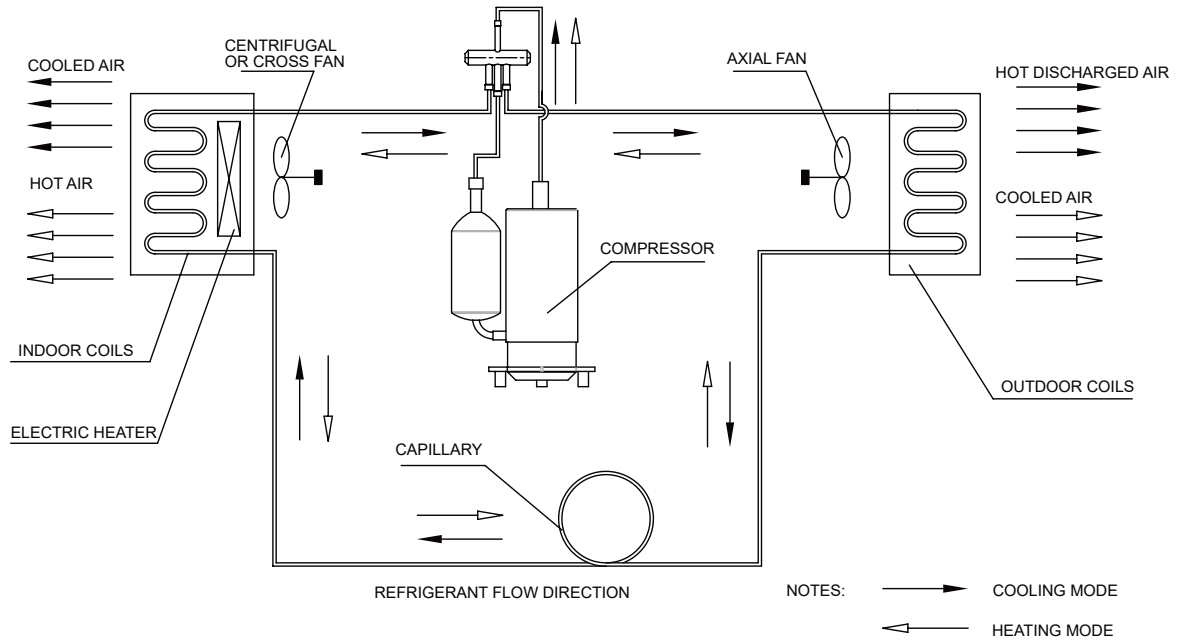 CENTRIFUGAL
OR CROSS FAN
COOLED AIR
AXIAL FAN
HOT DISCHARGED AIR
HOT AIR
COOLED AIR
COMPRESSOR
INDOOR COILS
OUTDOOR COILS
ELECTRIC HEATER
CAPILLARY
REFRIGERANT FLOW DIRECTION
NOTES:
COOLING MODE
HEATING MODE